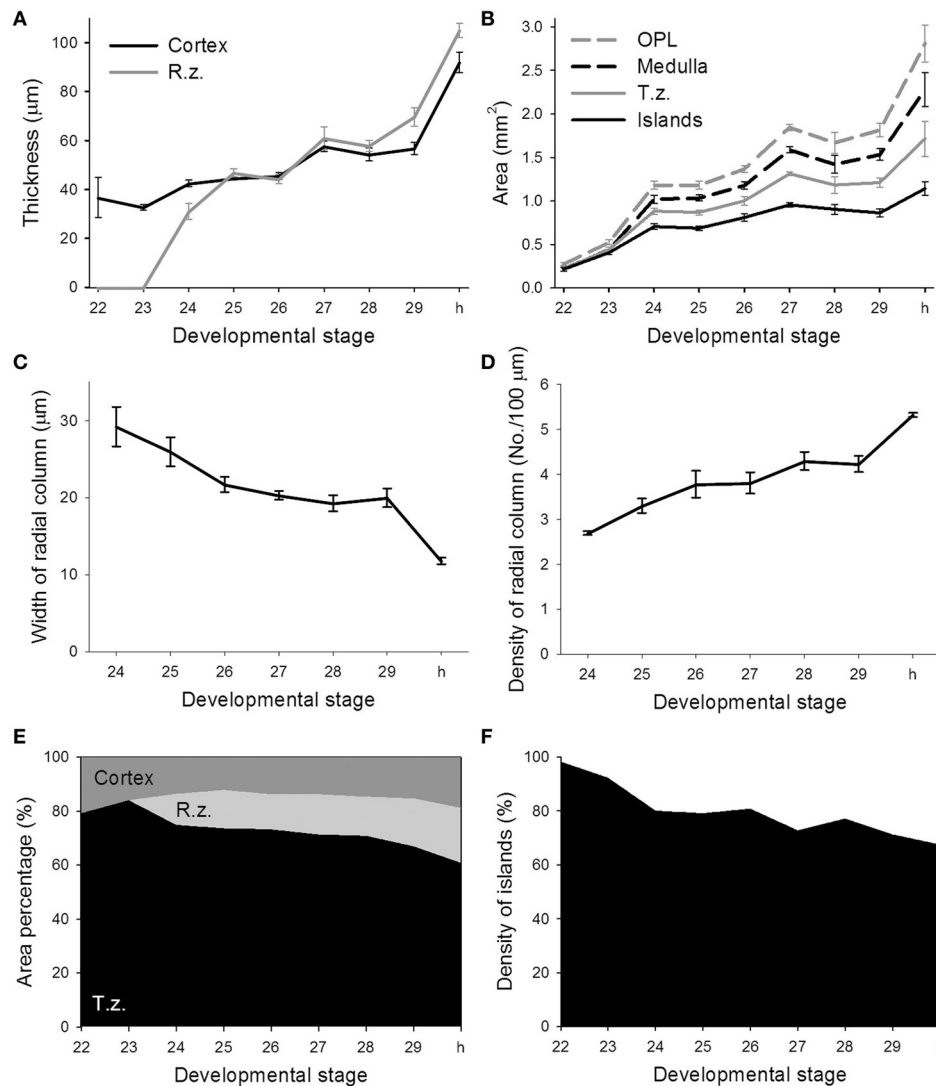 A
Thickness (μm)
100
80
60
40
20
0
Cortex
R.z.
22 23 24 25 26 27 28 29 h
Developmental stage
B
Area (mm²)
3.0
2.5
2.0
1.5
1.0
0.5
0.0
OPL
Medulla
T.z.
Islands
22 23 24 25 26 27 28 29 h
Developmental stage
C
Width of radial column (μm)
30
20
10
0
24 25 26 27 28 29 h
Developmental stage
D
Density of radial column (No./100 μm)
6
5
4
3
2
1
0
24 25 26 27 28 29 h
Developmental stage
E
Area percentage (%)
100
80
60
40
20
0
Cortex
R.z.
T.z.
22 23 24 25 26 27 28 29 h
Developmental stage
F
Density of islands (%)
100
80
60
40
20
0
22 23 24 25 26 27 28 29
Developmental stage